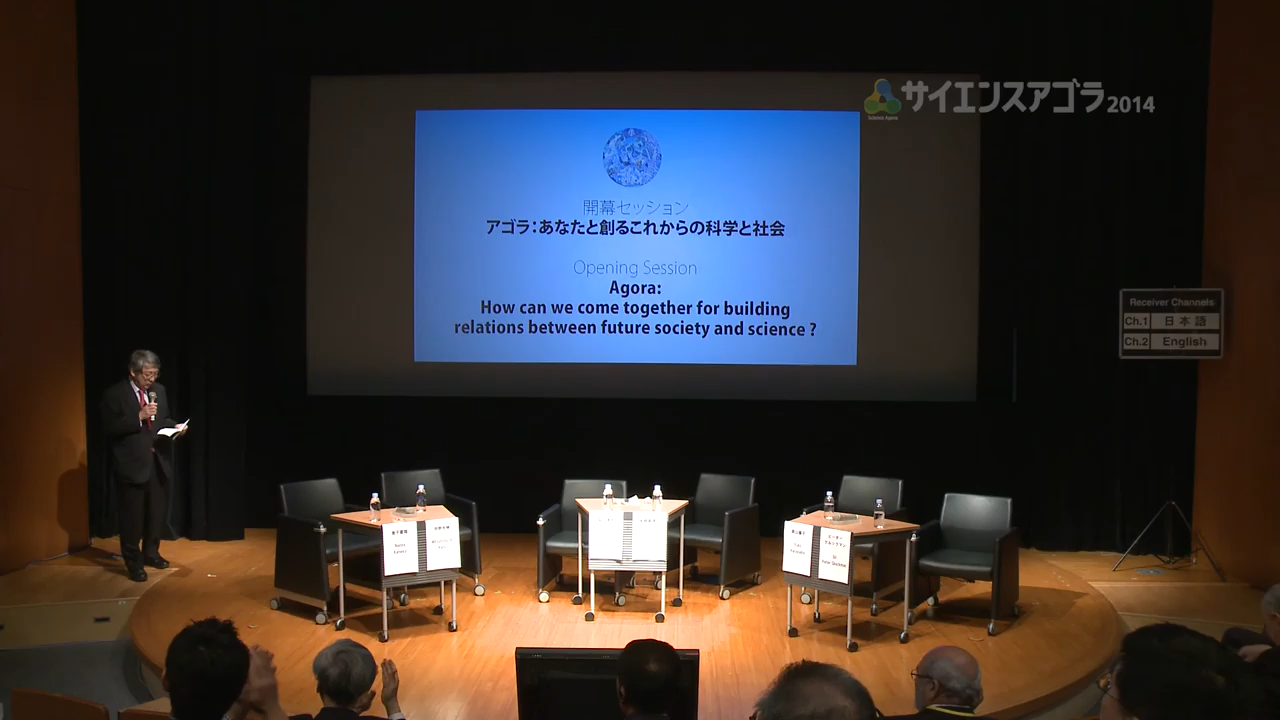 サイエンスアゴラ2014
Science Agora
開幕セッション
アゴラ：あなたと創るこれからの科学と社会
Opening Session
Agora:
How can we come together for building
relations between future society and science ?
Receiver Channels
Ch.1 日本語
Ch.2 English